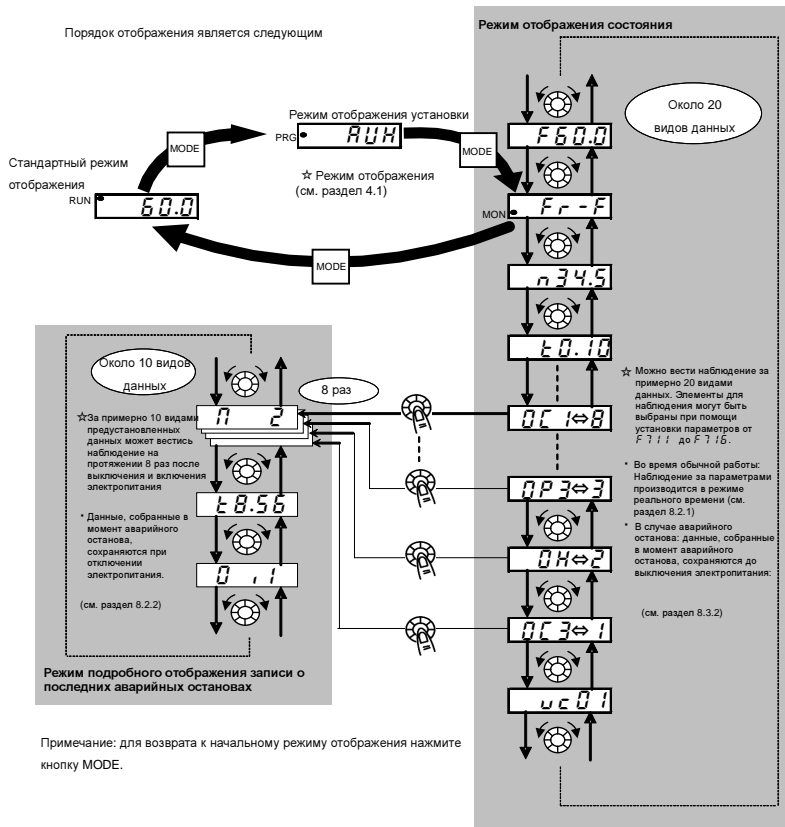 Порядок отображения является следующим
Режим отображения состояния
Около 20
видов данных
Режим отображения установки
PRG
AUH
MODE
MODE
Стандартный режим
отображения
RUN
60.0
☆ Режим отображения
(см. раздел 4.1)
MODE
F60.0
MON
Fr-F
n34.5
t0.10
OC1⇔8
OP3⇔3
OH⇔2
OC3⇔1
uc01
☆ Можно вести наблюдение за
примерно 20 видами
данных. Элементы для
наблюдения могут быть
выбраны при помощи
установки параметров от
F711 до F716.
* Во время обычной работы:
Наблюдение за параметрами
производится в режиме
реального времени (см.
раздел 8.2.1)
* В случае аварийного
останова: данные, собранные
в момент аварийного
останова, сохраняются до
выключения электропитания:
(см. раздел 8.3.2)
Около 10 видов
данных
8 раз
n 2
t8.56
0 .1
☆За примерно 10 видами
предустановленных
данных может вестись
наблюдение на
протяжении 8 раз после
выключения и включения
электропитания
* Данные, собранные в
момент аварийного
останова,
сохраняются при
отключении
электропитания.
(см. раздел 8.2.2)
Режим подробного отображения записи о
последних аварийных остановах
Примечание: для возврата к начальному режиму отображения нажмите
кнопку MODE.